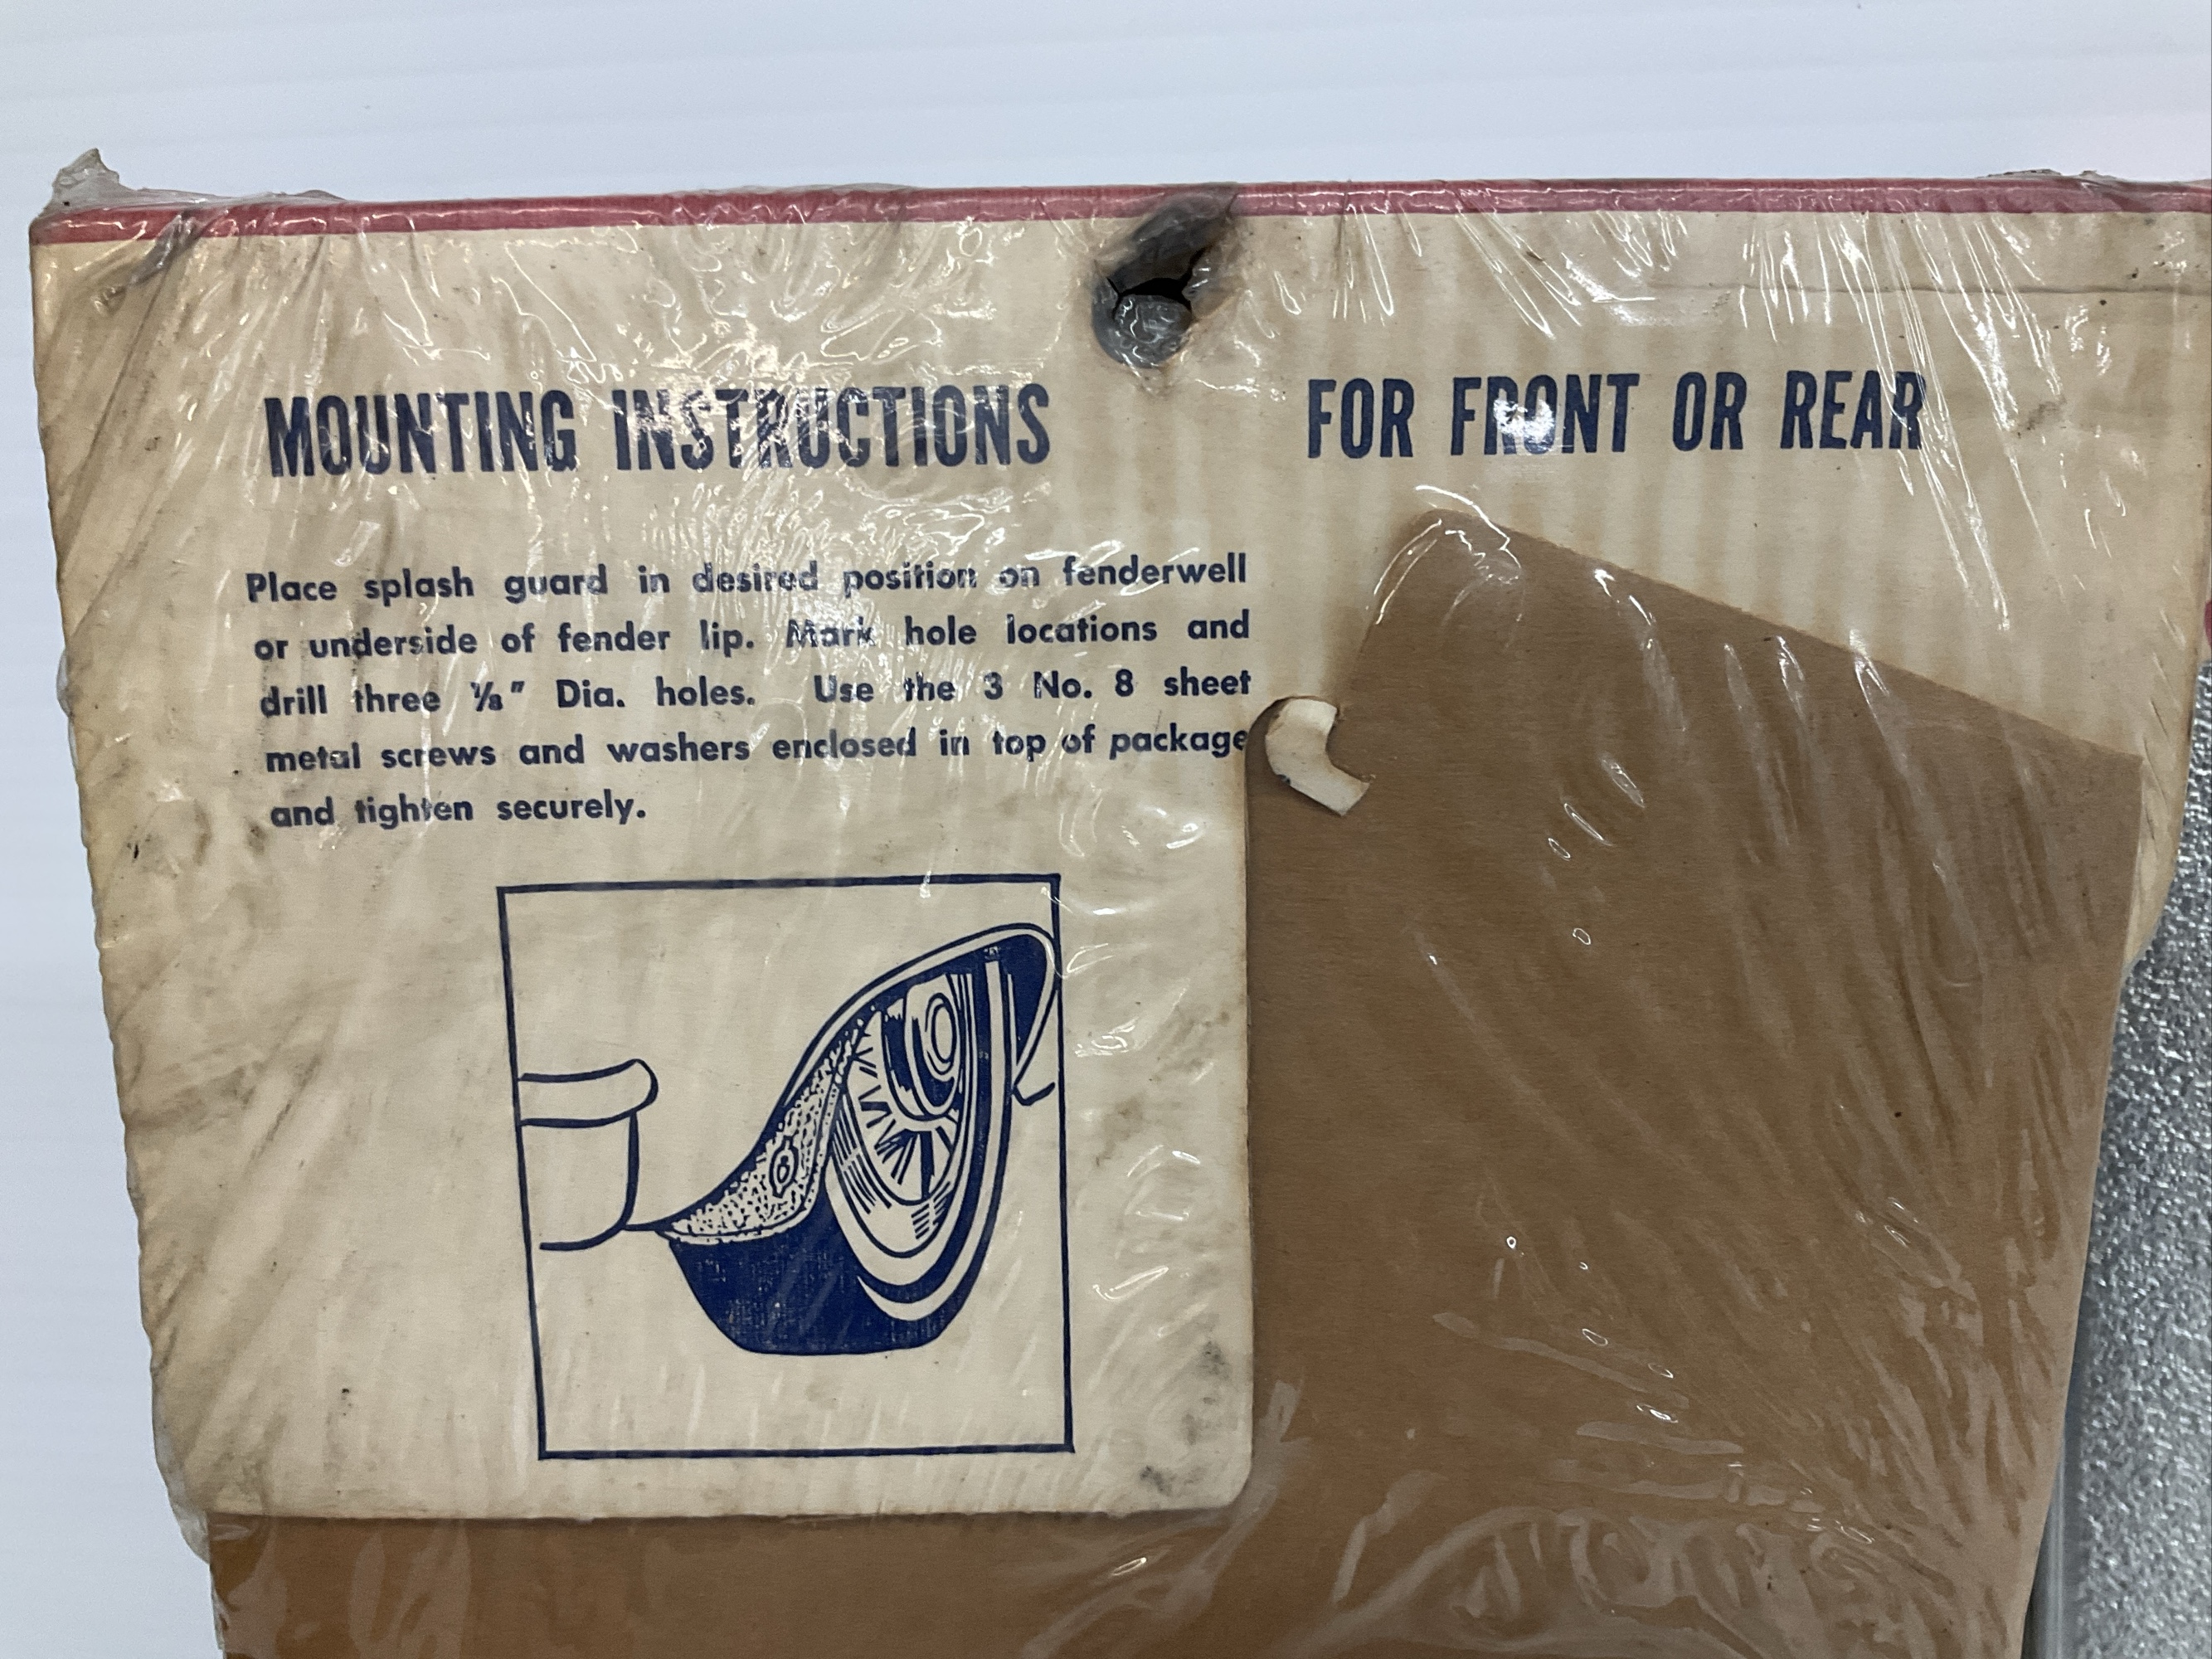 MOUNTING INSTRUCTIONS
FOR FRONT OR REAR
Place splash guard in desired position on fenderwell
or underside of fender lip. Mark hole locations and
drill three ⅛" Dia. holes. Use the 3 No. 8 sheet
metal screws and washers enclosed in top of package
and tighten securely.